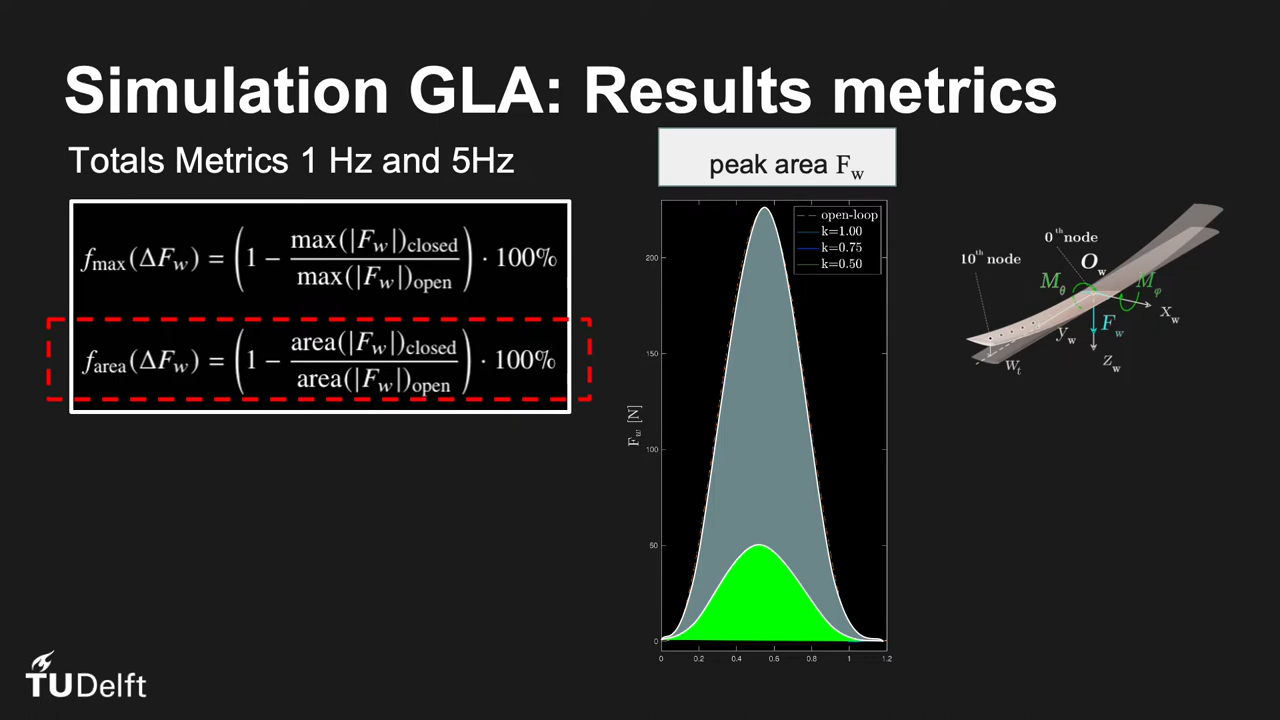 Simulation GLA: Results metrics
Totals Metrics 1 Hz and 5Hz
peak area F_w
f_max(ΔF_w) = (1 − max(|F_w|)_closed / max(|F_w|)_open) · 100%
f_area(ΔF_w) = (1 − area(|F_w|)_closed / area(|F_w|)_open) · 100%
open-loop
k=1.00
k=0.75
k=0.50
200
150
100
50
0
F_w [N]
0 0.2 0.4 0.6 0.8 1 1.2
0th node
10th node
O_w
M_θ
M_φ
X_w
F_w
y_w
Z_w
W_t
TUDelft